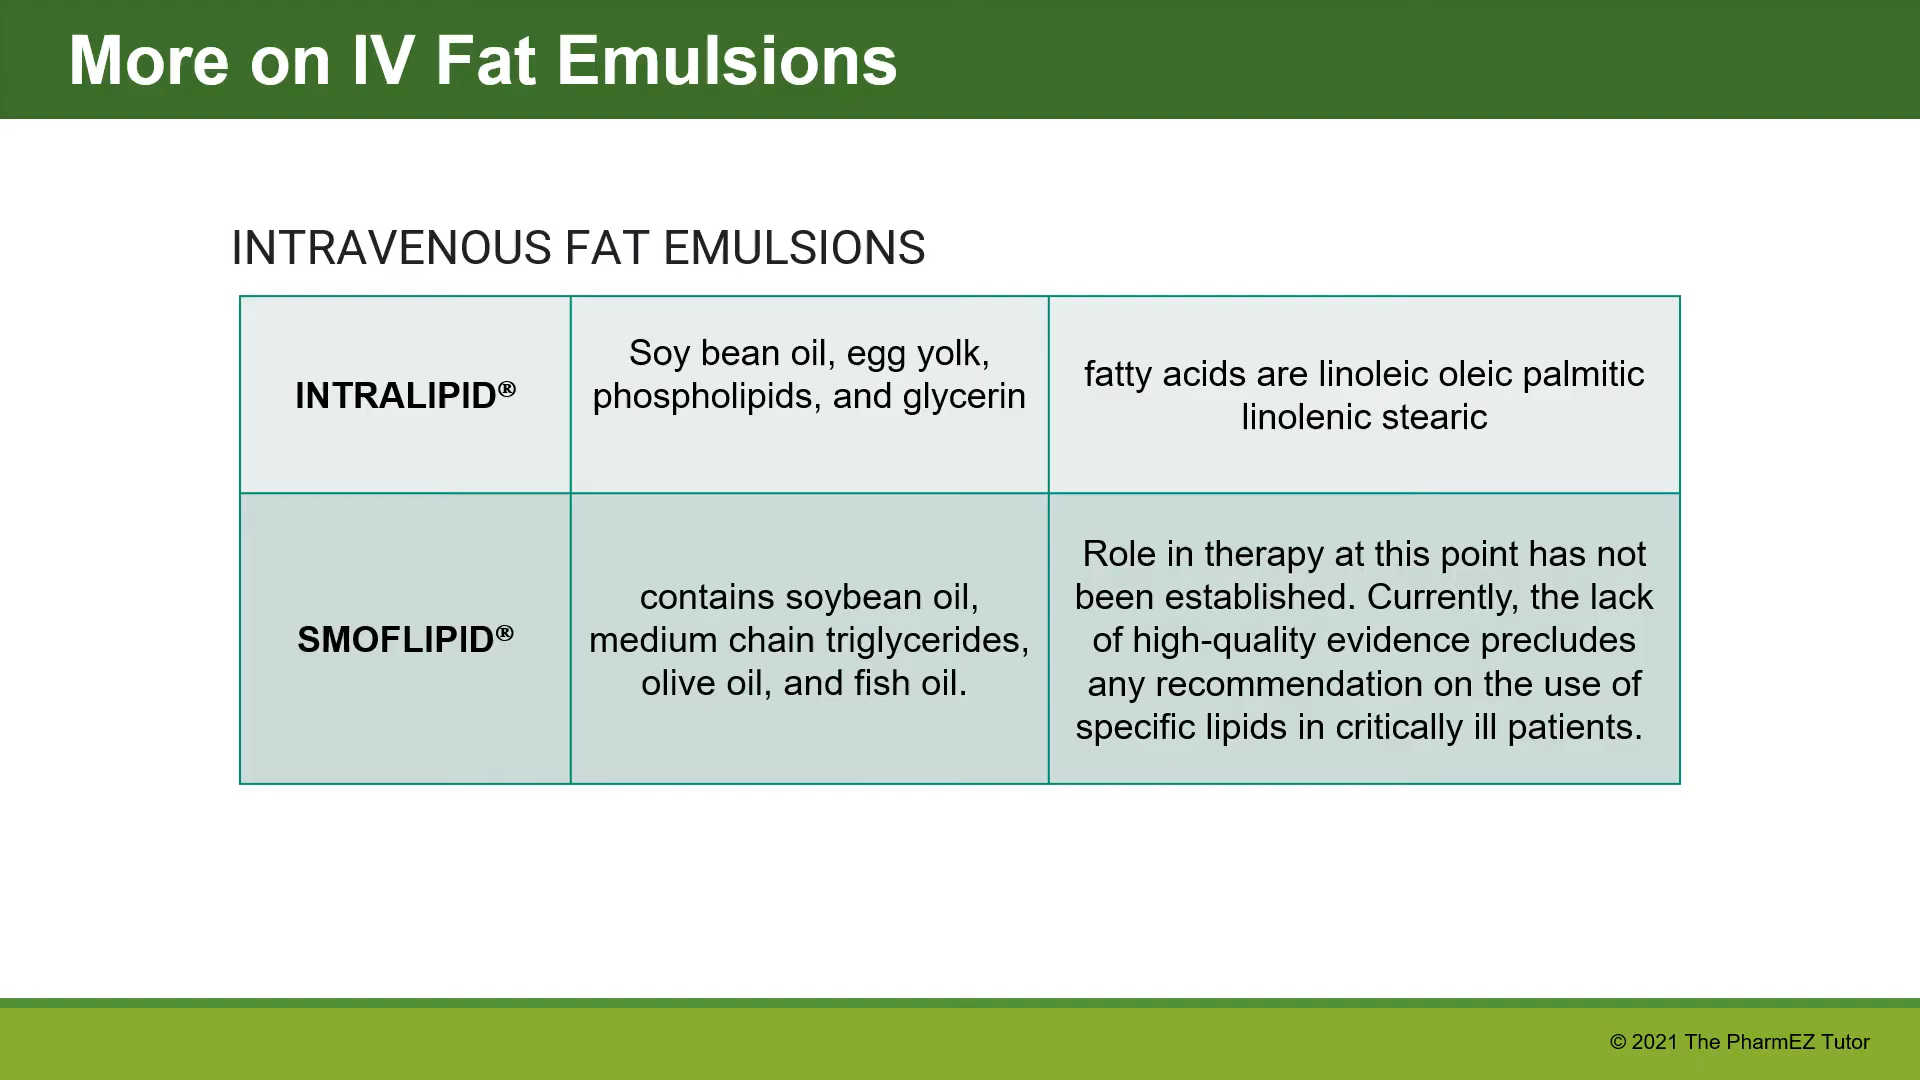 More on IV Fat Emulsions
INTRAVENOUS FAT EMULSIONS
INTRALIPID®
Soy bean oil, egg yolk,
phospholipids, and glycerin
fatty acids are linoleic oleic palmitic
linolenic stearic
SMOFLIPID®
contains soybean oil,
medium chain triglycerides,
olive oil, and fish oil.
Role in therapy at this point has not
been established. Currently, the lack
of high-quality evidence precludes
any recommendation on the use of
specific lipids in critically ill patients.
© 2021 The PharmEZ Tutor